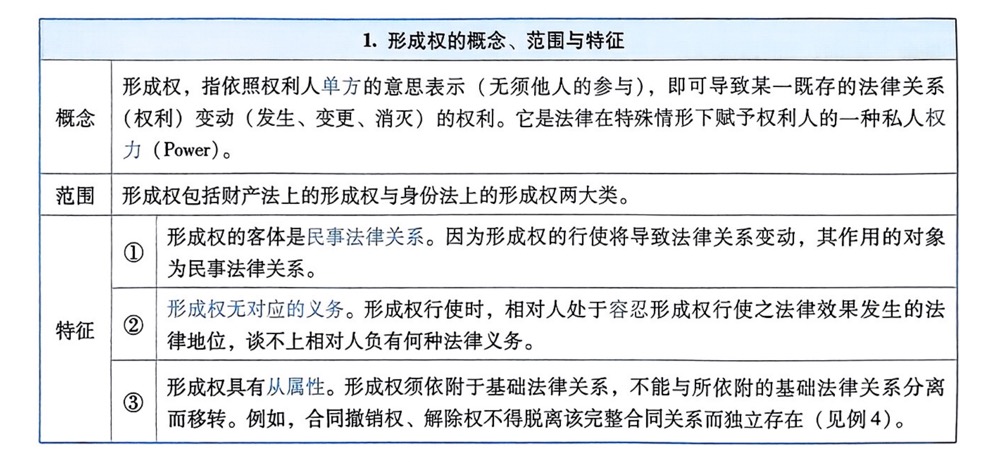 1. 形成权的概念、范围与特征
概念
形成权，指依照权利人单方的意思表示（无须他人的参与），即可导致某一既存的法律关系
（权利）变动（发生、变更、消灭）的权利。它是法律在特殊情形下赋予权利人的一种私人权
力（Power）。
范围
形成权包括财产法上的形成权与身份法上的形成权两大类。
特征
①
形成权的客体是民事法律关系。因为形成权的行使将导致法律关系变动，其作用的对象
为民事法律关系。
②
形成权无对应的义务。形成权行使时，相对人处于容忍形成权行使之法律效果发生的法
律地位，谈不上相对人负有何种法律义务。
③
形成权具有从属性。形成权须依附于基础法律关系，不能与所依附的基础法律关系分离
而移转。例如，合同撤销权、解除权不得脱离该完整合同关系而独立存在（见例4）。